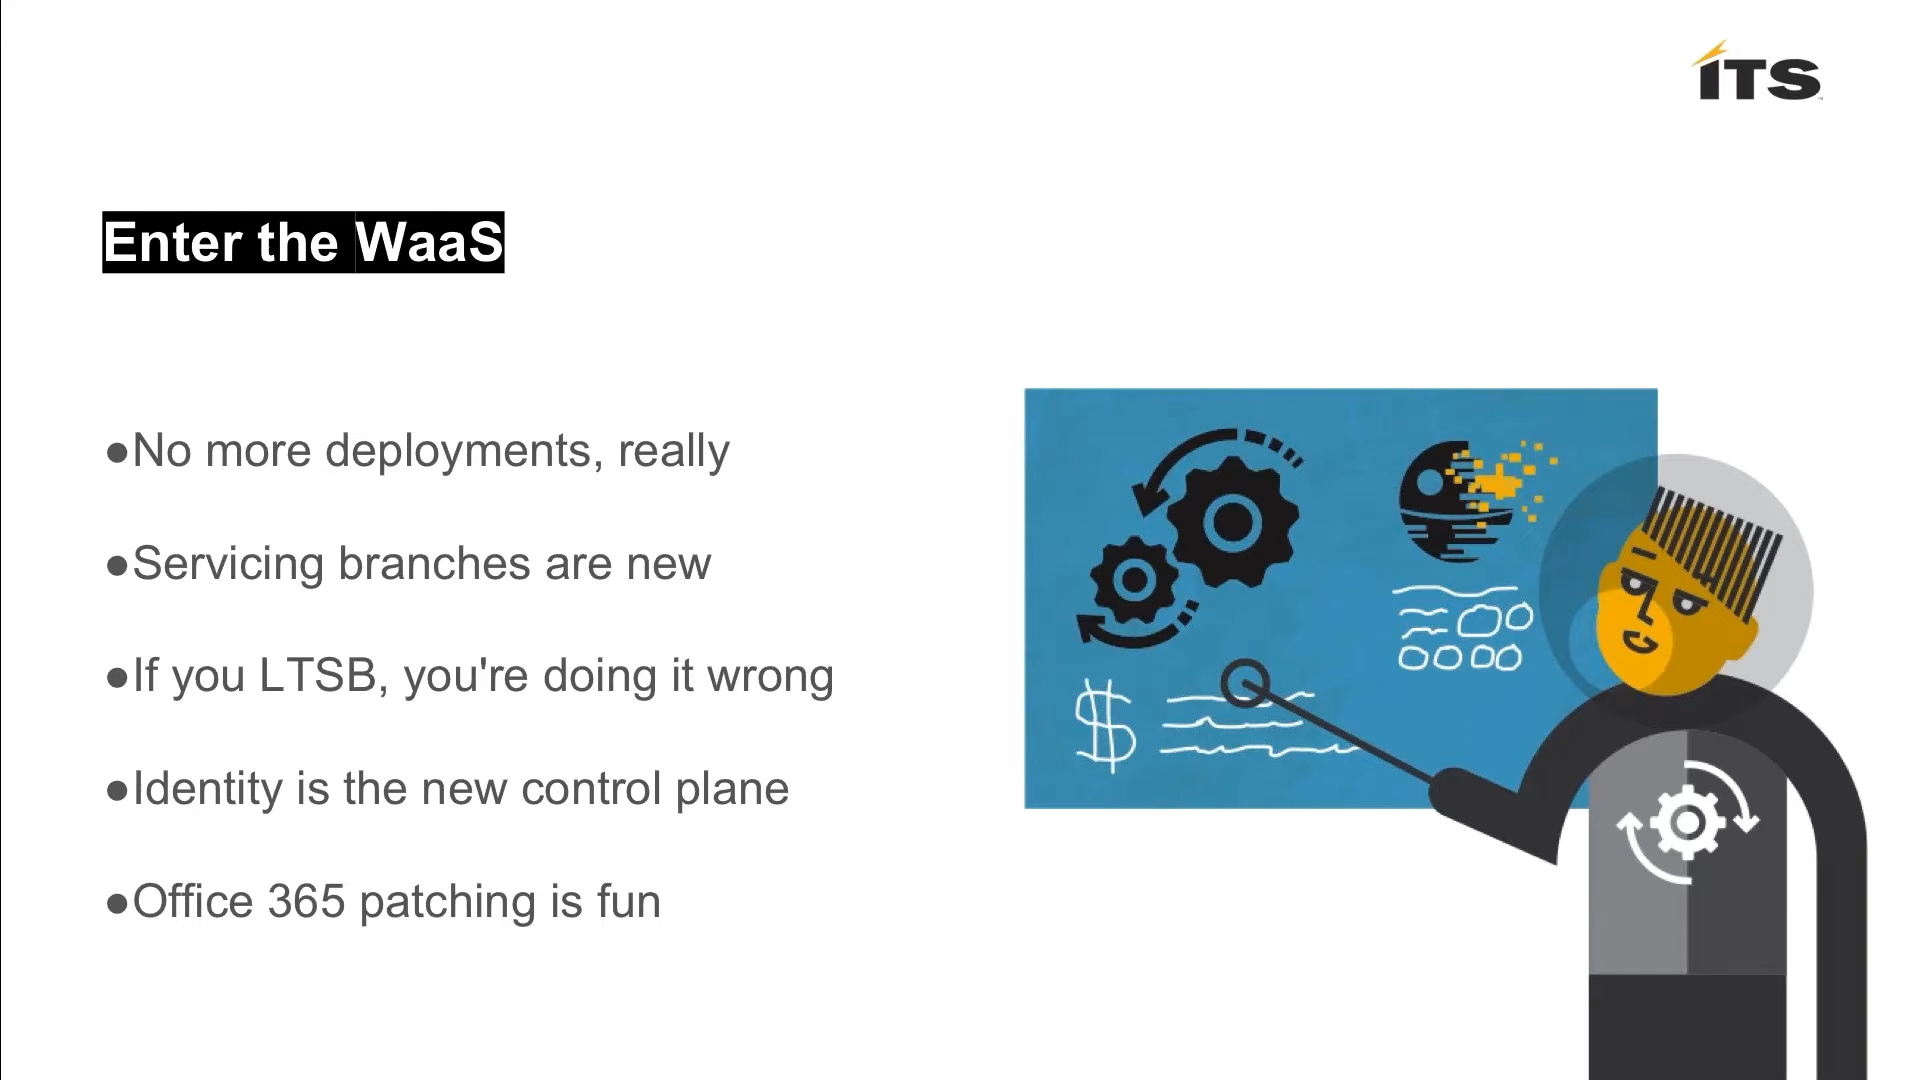 iTS
Enter the WaaS
●No more deployments, really
●Servicing branches are new
●If you LTSB, you're doing it wrong
●Identity is the new control plane
●Office 365 patching is fun
$